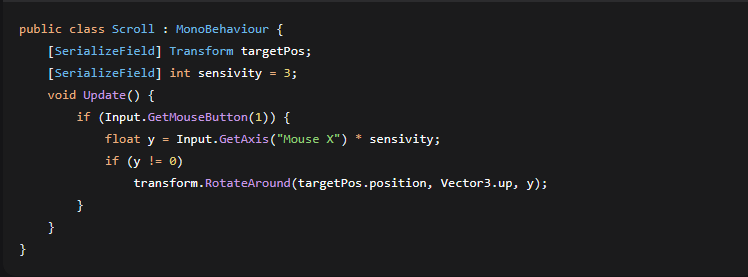 public class Scroll : MonoBehaviour {
    [SerializeField] Transform targetPos;
    [SerializeField] int sensivity = 3;
    void Update() {
        if (Input.GetMouseButton(1)) {
            float y = Input.GetAxis("Mouse X") * sensivity;
            if (y != 0)
                transform.RotateAround(targetPos.position, Vector3.up, y);
        }
    }
}